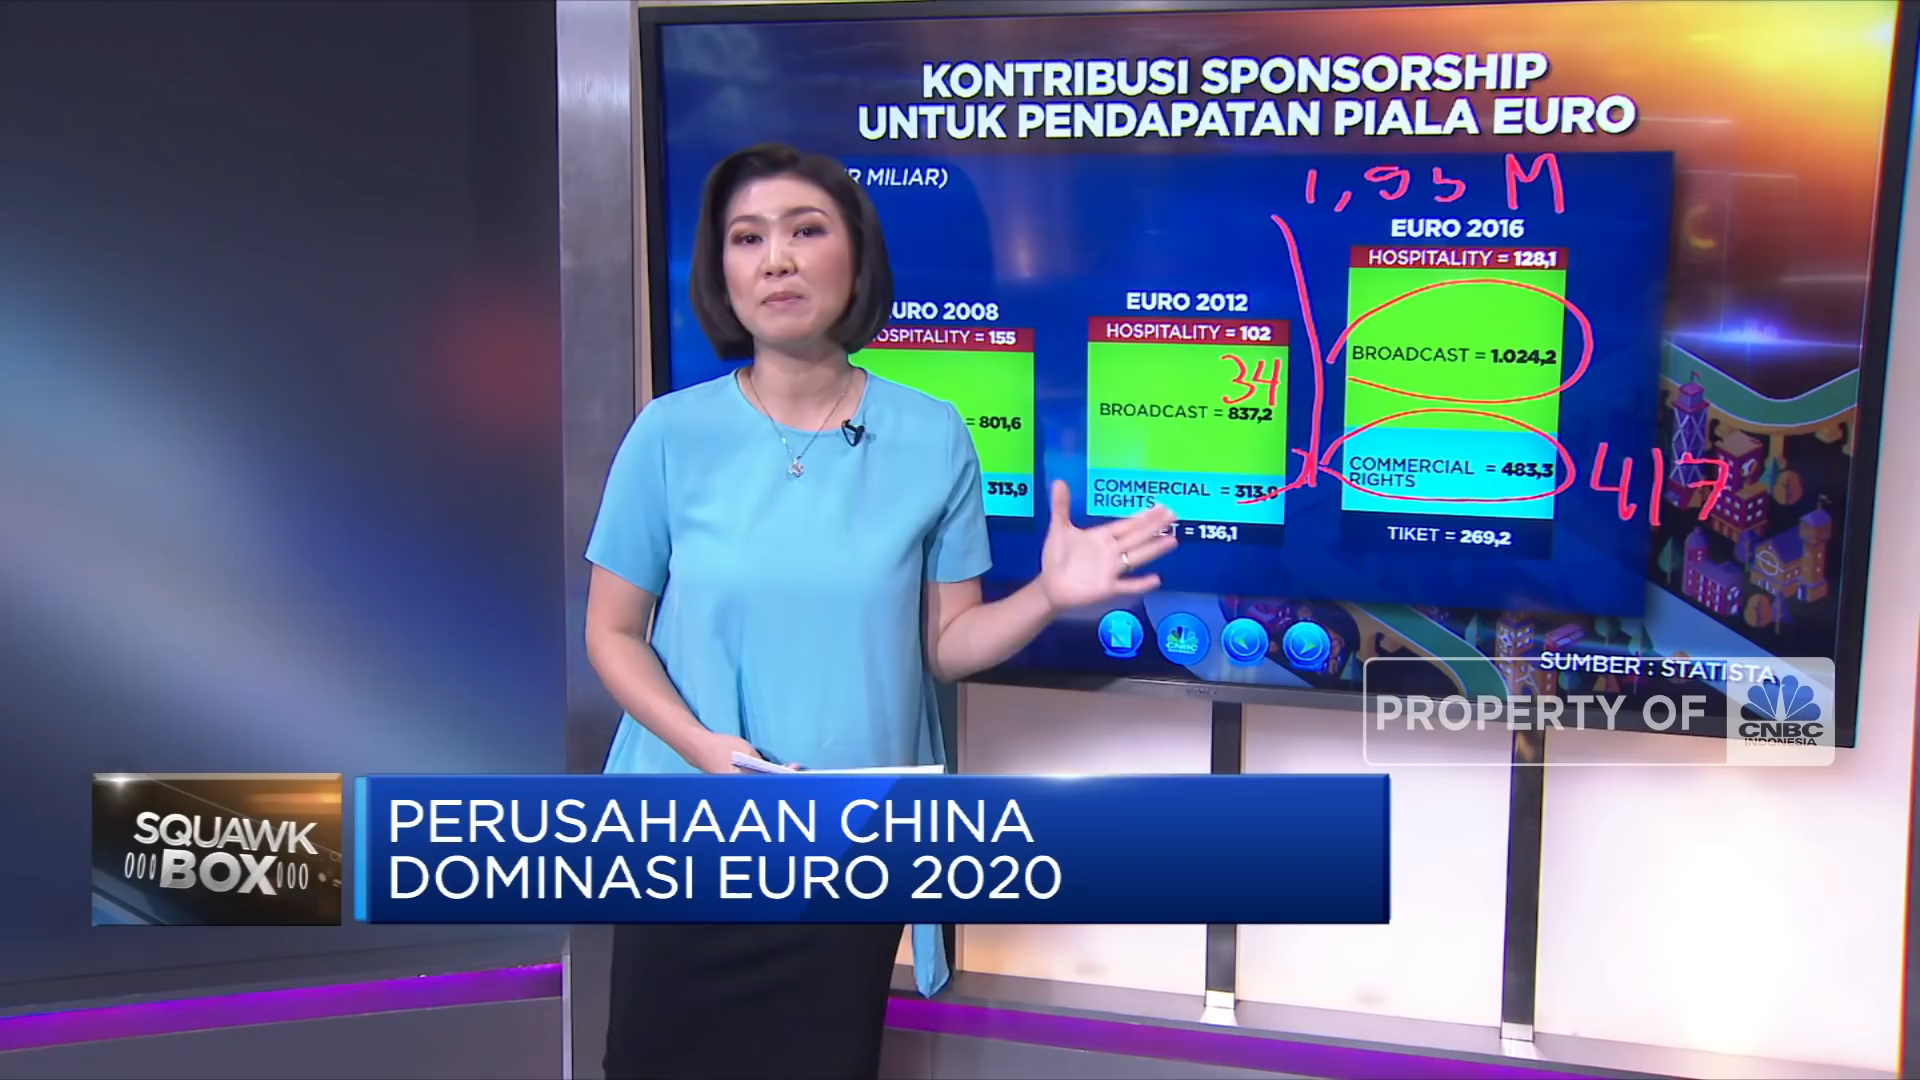 KONTRIBUSI SPONSORSHIP
UNTUK PENDAPATAN PIALA EURO
R MILIAR)
1,93 M
URO 2008
OSPITALITY = 155
= 801,6
313,9
EURO 2012
HOSPITALITY = 102
34
BROADCAST = 837,2
COMMERCIAL = 313,9
RIGHTS
ET = 136,1
EURO 2016
HOSPITALITY = 128,1
BROADCAST = 1.024,2
COMMERCIAL = 483,3
RIGHTS
417
TIKET = 269,2
CNBC
SUMBER : STATISTA
PROPERTY OF
CNBC
INDONESIA
SQUAWK
BOX
PERUSAHAAN CHINA
DOMINASI EURO 2020